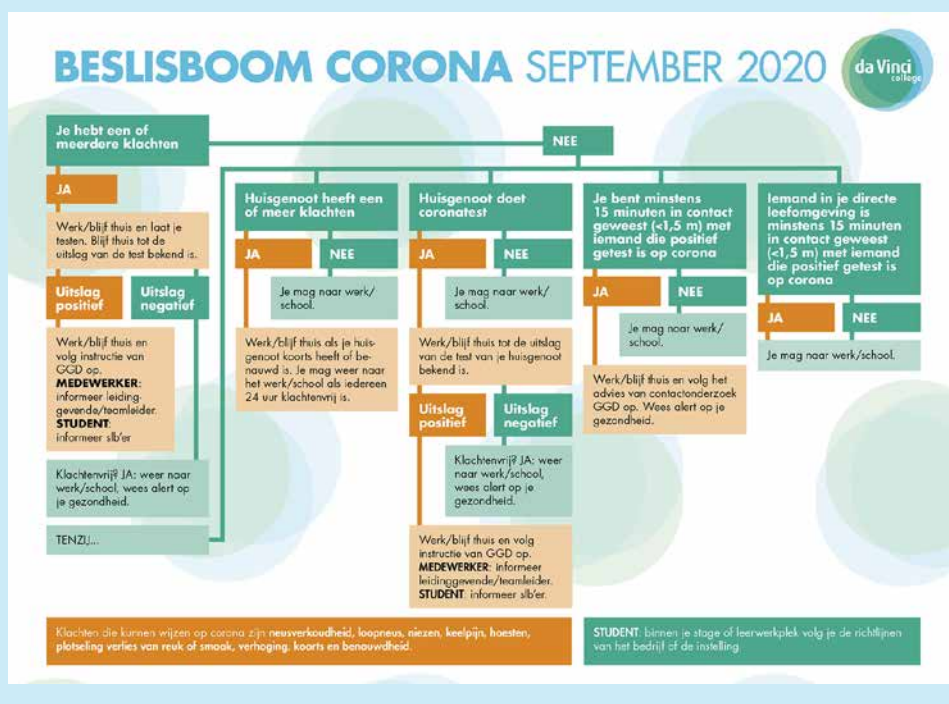 BESLISBOOM CORONA SEPTEMBER 2020
da Vinci
college
Je hebt een of
meerdere klachten
NEE
JA
Werk/blijf thuis en laat je
testen. Blijf thuis tot de
uitslag van de test bekend is.
Uitslag
positief
Uitslag
negatief
Werk/blijf thuis en
volg instructie van
GGD op.
MEDEWERKER:
informeer leiding-
gevende/teamleider.
STUDENT:
informeer slb'er
Klachtenvrij? JA: weer naar
werk/school, wees alert op
je gezondheid.
TENZIJ...
Huisgenoot heeft een
of meer klachten
JA
NEE
Je mag naar werk/
school.
Werk/blijf thuis als je huis-
genoot koorts heeft of be-
nauwd is. Je mag weer naar
het werk/school als iedereen
24 uur klachtenvrij is.
Huisgenoot doet
coronatest
JA
NEE
Je mag naar werk/
school.
Werk/blijf thuis tot de uitslag
van de test van je huisgenoot
bekend is.
Uitslag
positief
Uitslag
negatief
Klachtenvrij? JA: weer
naar werk/school,
wees alert op je
gezondheid.
Werk/blijf thuis en volg
instructie van GGD op.
MEDEWERKER: informeer
leidinggevende/teamleider.
STUDENT: informeer slb'er.
Je bent minstens
15 minuten in contact
geweest (<1,5 m) met
iemand die positief
getest is op corona
JA
NEE
Je mag naar werk/
school.
Werk/blijf thuis en volg het
advies van contactonderzoek
GGD op. Wees alert op je
gezondheid.
Iemand in je directe
leefomgeving is
minstens 15 minuten
in contact geweest
(<1,5 m) met iemand
die positief getest is
op corona
JA
NEE
Je mag naar werk/school.
Klachten die kunnen wijzen op corona zijn neusverkoudheid, loopneus, niezen, keelpijn, hoesten,
plotseling verlies van reuk of smaak, verhoging, koorts en benauwdheid.
STUDENT: binnen je stage of leerwerkplek volg je de richtlijnen
van het bedrijf of de instelling